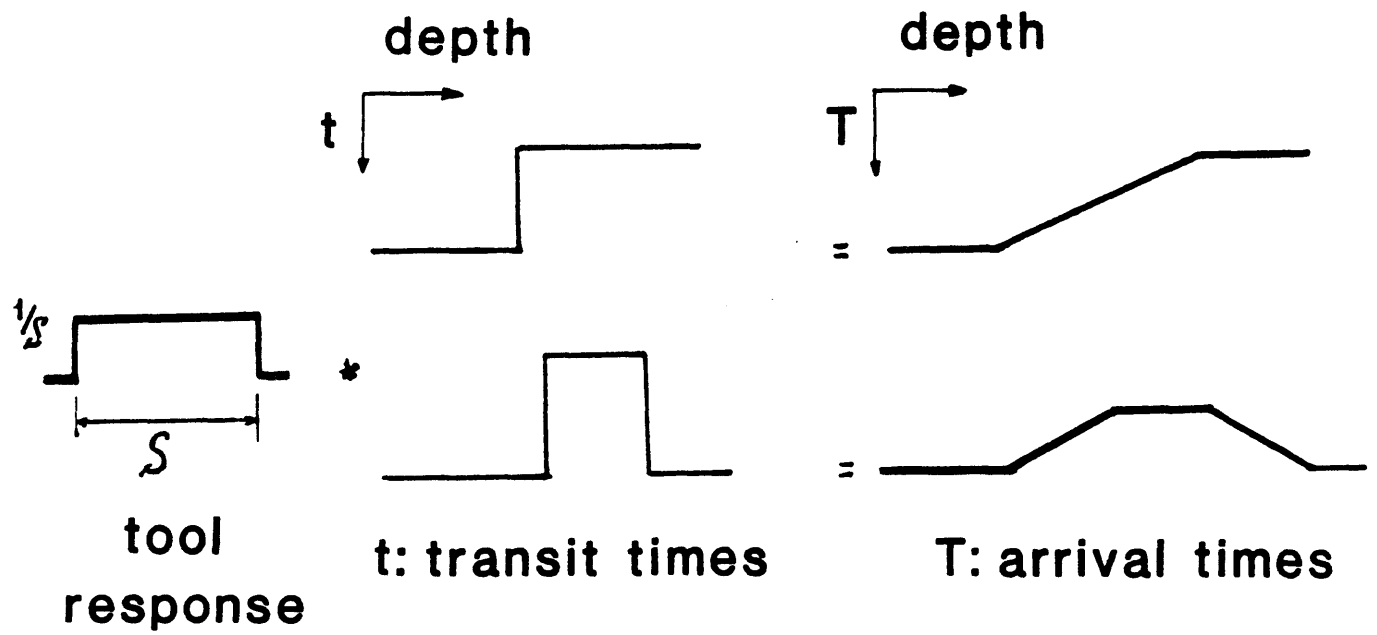 depth
depth
t
T
=
1/S
*
=
S
tool
response
t: transit times
T: arrival times